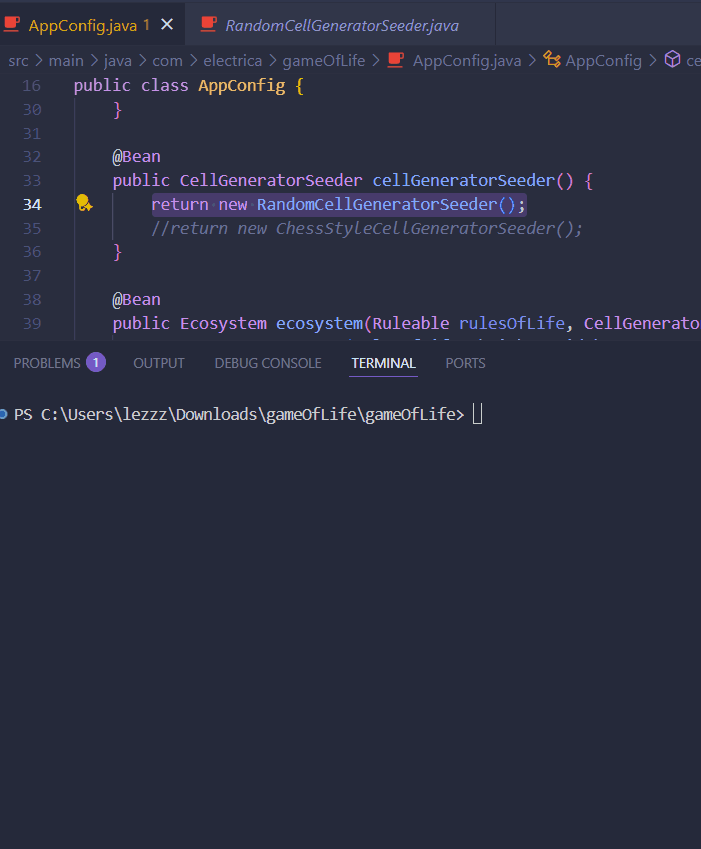 AppConfig.java 1
RandomCellGeneratorSeeder.java
src > main > java > com > electrica > gameOfLife > AppConfig.java > AppConfig > ce
16 public class AppConfig {
30 }
31
32 @Bean
33 public CellGeneratorSeeder cellGeneratorSeeder() {
34 return new RandomCellGeneratorSeeder();
35 //return new ChessStyleCellGeneratorSeeder();
36 }
37
38 @Bean
39 public Ecosystem ecosystem(Ruleable rulesOfLife, CellGenerato
PROBLEMS 1 OUTPUT DEBUG CONSOLE TERMINAL PORTS
PS C:\Users\lezzz\Downloads\gameOfLife\gameOfLife>